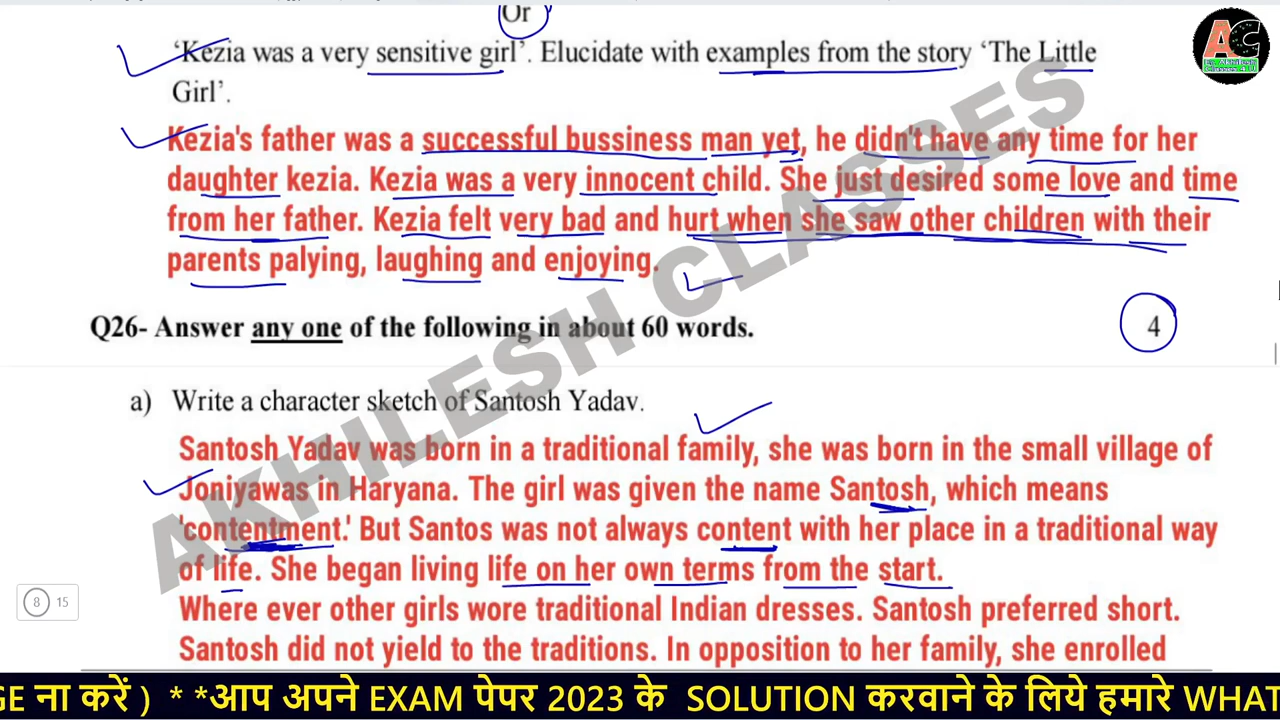 Or
'Kezia was a very sensitive girl'. Elucidate with examples from the story 'The Little
Girl'.
Kezia's father was a successful bussiness man yet, he didn't have any time for her
daughter kezia. Kezia was a very innocent child. She just desired some love and time
from her father. Kezia felt very bad and hurt when she saw other children with their
parents palying, laughing and enjoying.
Q26- Answer any one of the following in about 60 words.
4
a) Write a character sketch of Santosh Yadav.
Santosh Yadav was born in a traditional family, she was born in the small village of
Joniyawas in Haryana. The girl was given the name Santosh, which means
'contentment.' But Santos was not always content with her place in a traditional way
of life. She began living life on her own terms from the start.
Where ever other girls wore traditional Indian dresses. Santosh preferred short.
Santosh did not yield to the traditions. In opposition to her family, she enrolled
8 15
AKHILESH CLASSES
AC
GE ना करें ) * **आप अपने EXAM पेपर 2023 के SOLUTION करवाने के लिये हमारे WHAT